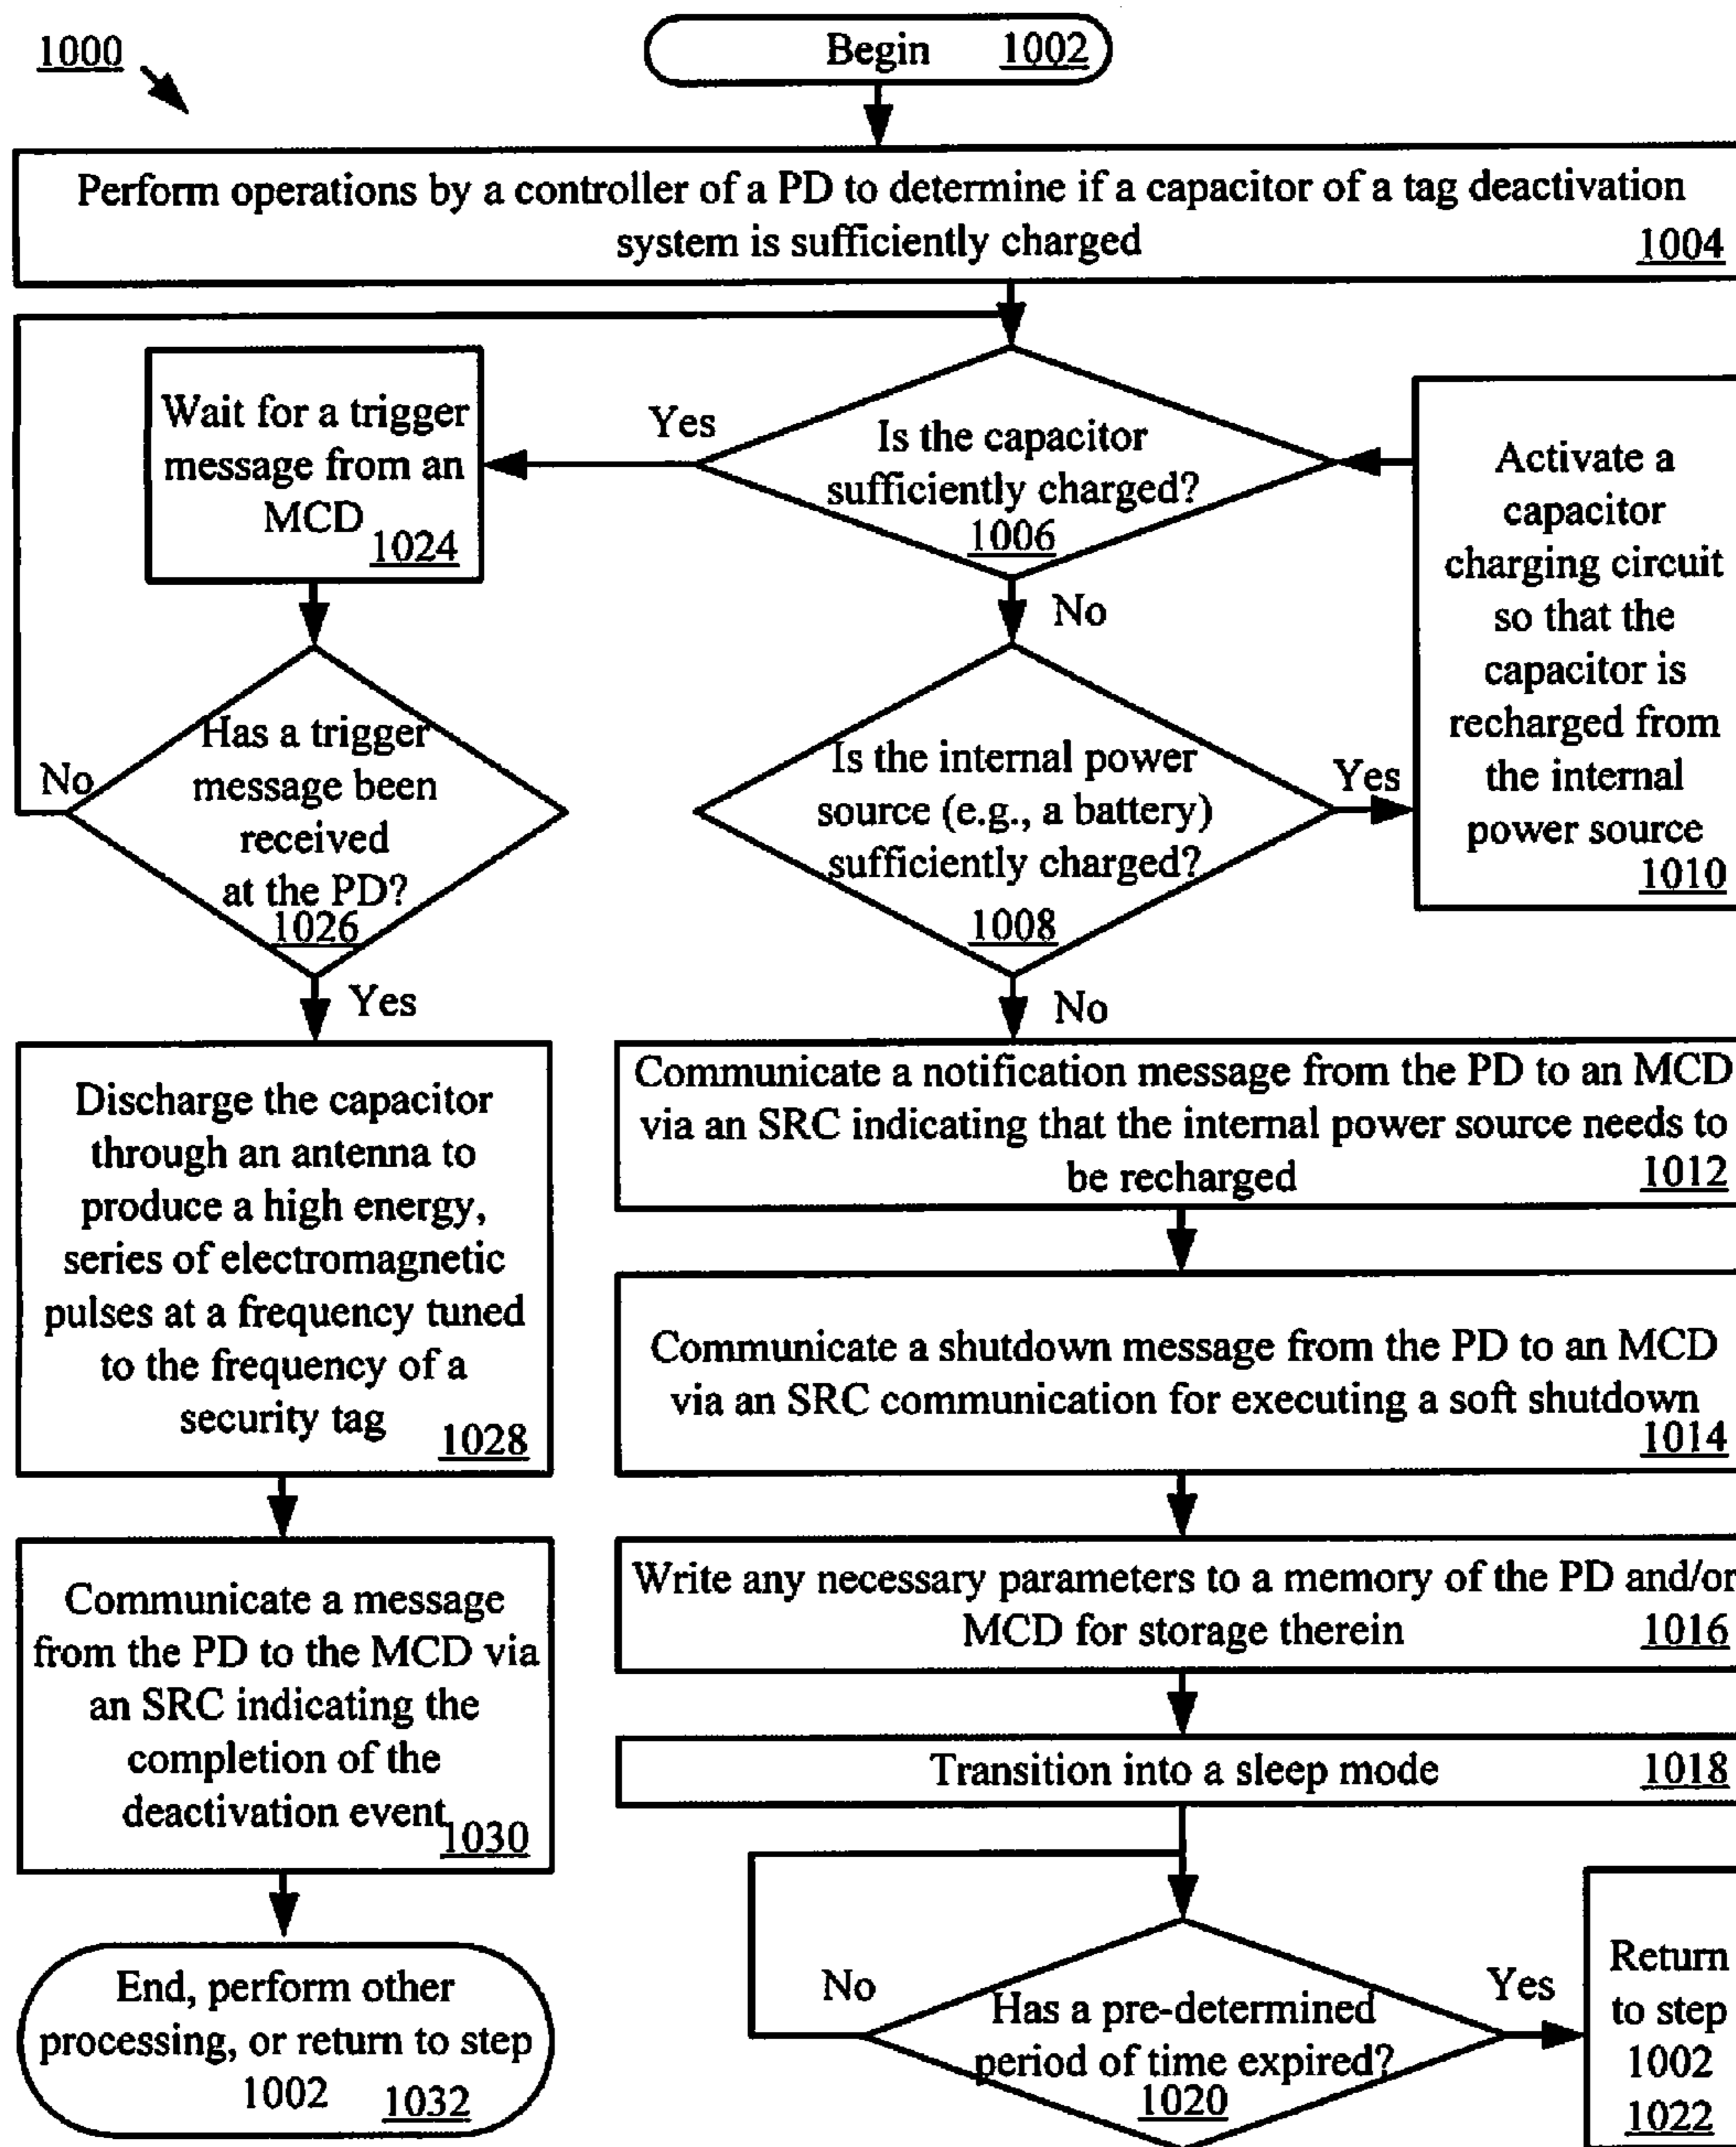 1000
Begin 1002
Perform operations by a controller of a PD to determine if a capacitor of a tag deactivation
system is sufficiently charged 1004
Wait for a trigger
message from an
MCD 1024
Yes
Is the capacitor
sufficiently charged?
1006
No
Activate a
capacitor
charging circuit
so that the
capacitor is
recharged from
the internal
power source
1010
Has a trigger
message been
received
at the PD?
1026
No
Yes
Is the internal power
source (e.g., a battery)
sufficiently charged?
1008
Yes
No
Discharge the capacitor
through an antenna to
produce a high energy,
series of electromagnetic
pulses at a frequency tuned
to the frequency of a
security tag 1028
Communicate a notification message from the PD to an MCD
via an SRC indicating that the internal power source needs to
be recharged 1012
Communicate a shutdown message from the PD to an MCD
via an SRC communication for executing a soft shutdown
1014
Communicate a message
from the PD to the MCD via
an SRC indicating the
completion of the
deactivation event 1030
Write any necessary parameters to a memory of the PD and/or
MCD for storage therein 1016
Transition into a sleep mode 1018
End, perform other
processing, or return to step
1002 1032
No
Has a pre-determined
period of time expired?
1020
Yes
Return
to step
1002
1022